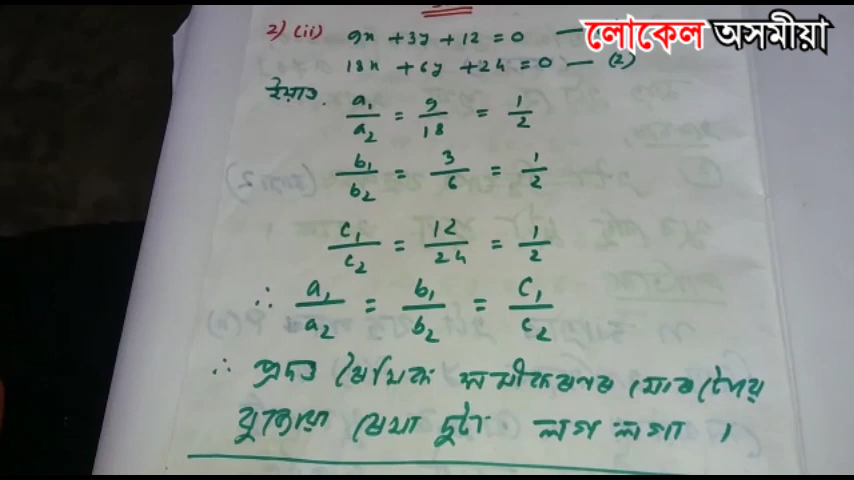 2) (ii) 9x + 3y + 12 = 0 —
লোকেল অসমীয়া
18x + 6y + 24 = 0 — (2)
ইয়াত, a₁/a₂ = 9/18 = 1/2
b₁/b₂ = 3/6 = 1/2
c₁/c₂ = 12/24 = 1/2
∴ a₁/a₂ = b₁/b₂ = c₁/c₂
∴ প্ৰদত্ত ৰৈখিক সমীকৰণৰ যোৰটোৱে
বুজোৱা ৰেখা দুটা লগ লগা ।